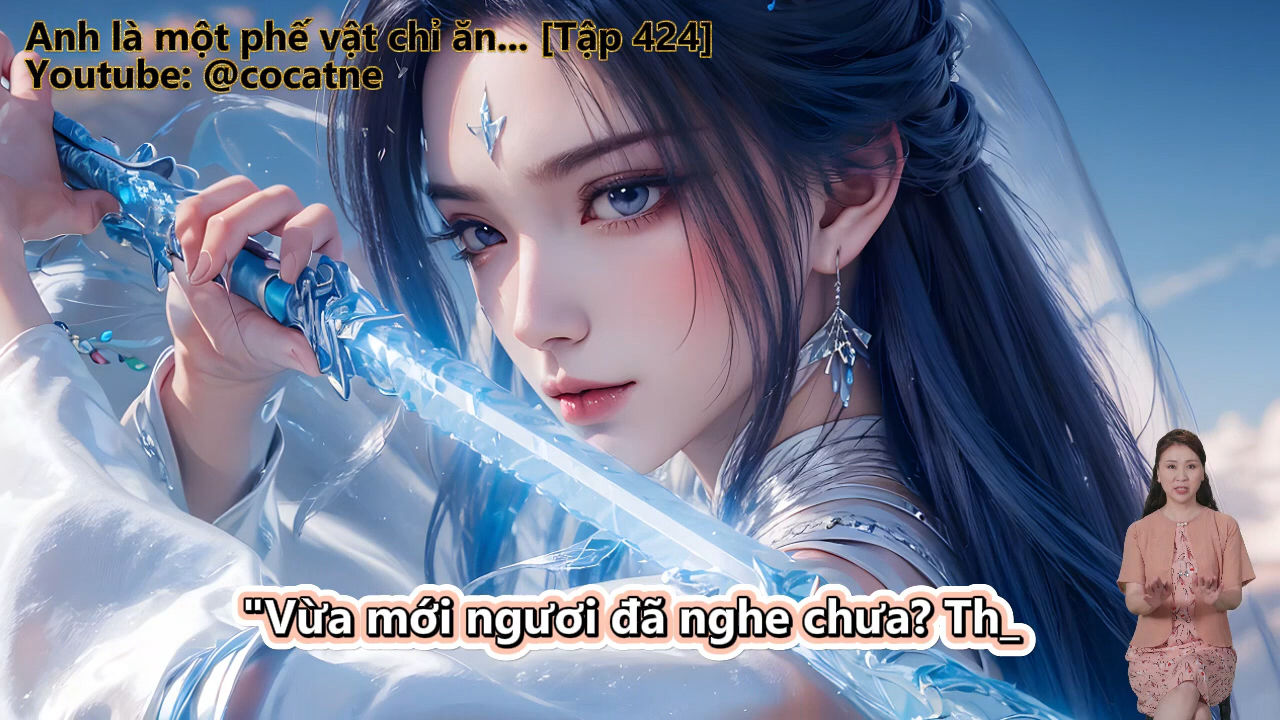 Anh là một phế vật chỉ ăn... [Tập 424]
Youtube: @cocatne
"Vừa mới ngươi đã nghe chưa? Th_